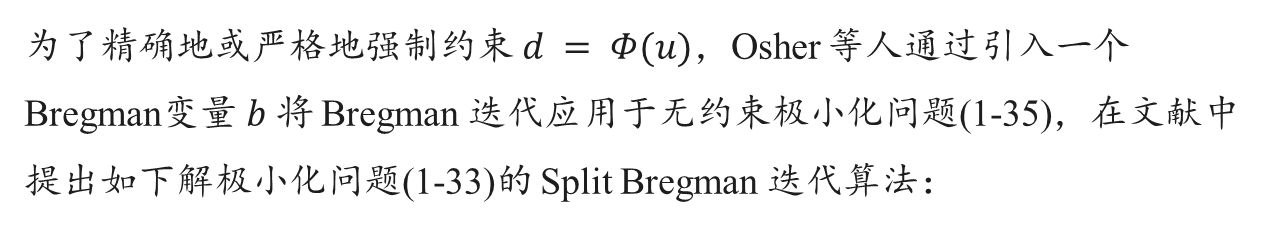 为了精确地或严格地强制约束 d = Φ(u)，Osher 等人通过引入一个
Bregman变量 b 将 Bregman 迭代应用于无约束极小化问题(1-35)，在文献中
提出如下解极小化问题(1-33)的 Split Bregman 迭代算法：